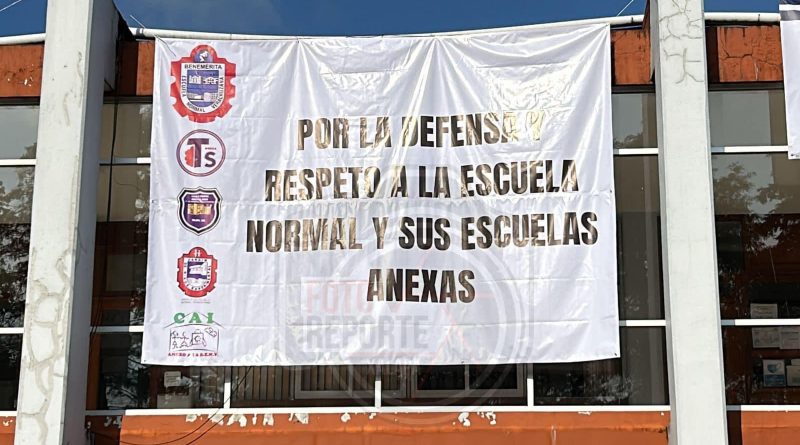 BENEMÉRITA
POR LA DEFENSA Y
RESPETO A LA ESCUELA
NORMAL Y SUS ESCUELAS
ANEXAS
TS
CAI
FOTO
REPORTE